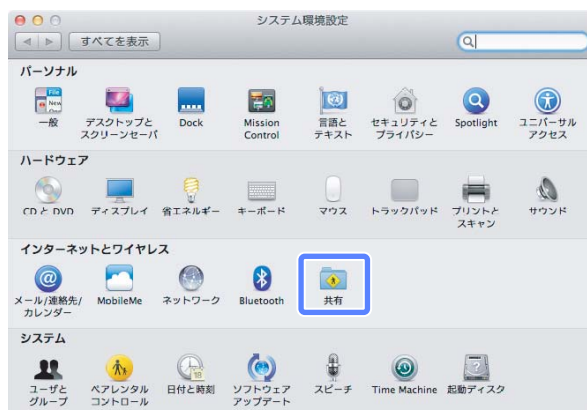 システム環境設定
すべてを表示
パーソナル
一般
デスクトップと
スクリーンセーバ
Dock
Mission
Control
言語と
テキスト
セキュリティと
プライバシー
Spotlight
ユニバーサル
アクセス
ハードウェア
CD と DVD
ディスプレイ
省エネルギー
キーボード
マウス
トラックパッド
プリントと
スキャン
サウンド
インターネットとワイヤレス
メール/連絡先/
カレンダー
MobileMe
ネットワーク
Bluetooth
共有
システム
ユーザと
グループ
ペアレンタル
コントロール
日付と時刻
ソフトウェア
アップデート
スピーチ
Time Machine
起動ディスク